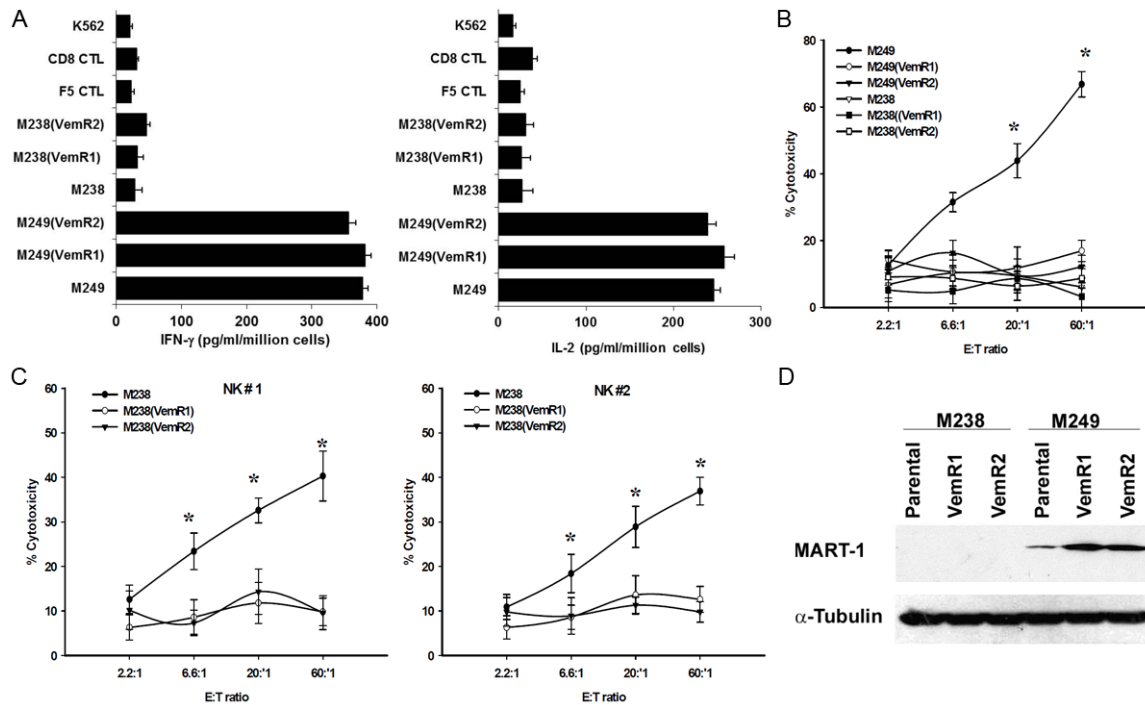 A
K562
CD8 CTL
F5 CTL
M238(VemR2)
M238(VemR1)
M238
M249(VemR2)
M249(VemR1)
M249
0 100 200 300 400
IFN-γ (pg/ml/million cells)
K562
CD8 CTL
F5 CTL
M238(VemR2)
M238(VemR1)
M238
M249(VemR2)
M249(VemR1)
M249
0 100 200 300
IL-2 (pg/ml/million cells)
B
80
60
40
20
0
% Cytotoxicity
M249
M249(VemR1)
M249(VemR2)
M238
M238((VemR1)
M238(VemR2)
*
*
2.2:1 6.6:1 20:'1 60:'1
E:T ratio
C
NK # 1
M238
M238(VemR1)
M238(VemR2)
60
50
40
30
20
10
0
% Cytotoxicity
* * *
2.2:1 6.6:1 20:'1 60:'1
E:T ratio
NK #2
M238
M238(VemR1)
M238(VemR2)
60
50
40
30
20
10
0
% Cytotoxicity
* * *
2.2:1 6.6:1 20:'1 60:'1
E:T ratio
D
M238 M249
Parental VemR1 VemR2 Parental VemR1 VemR2
MART-1
α-Tubulin